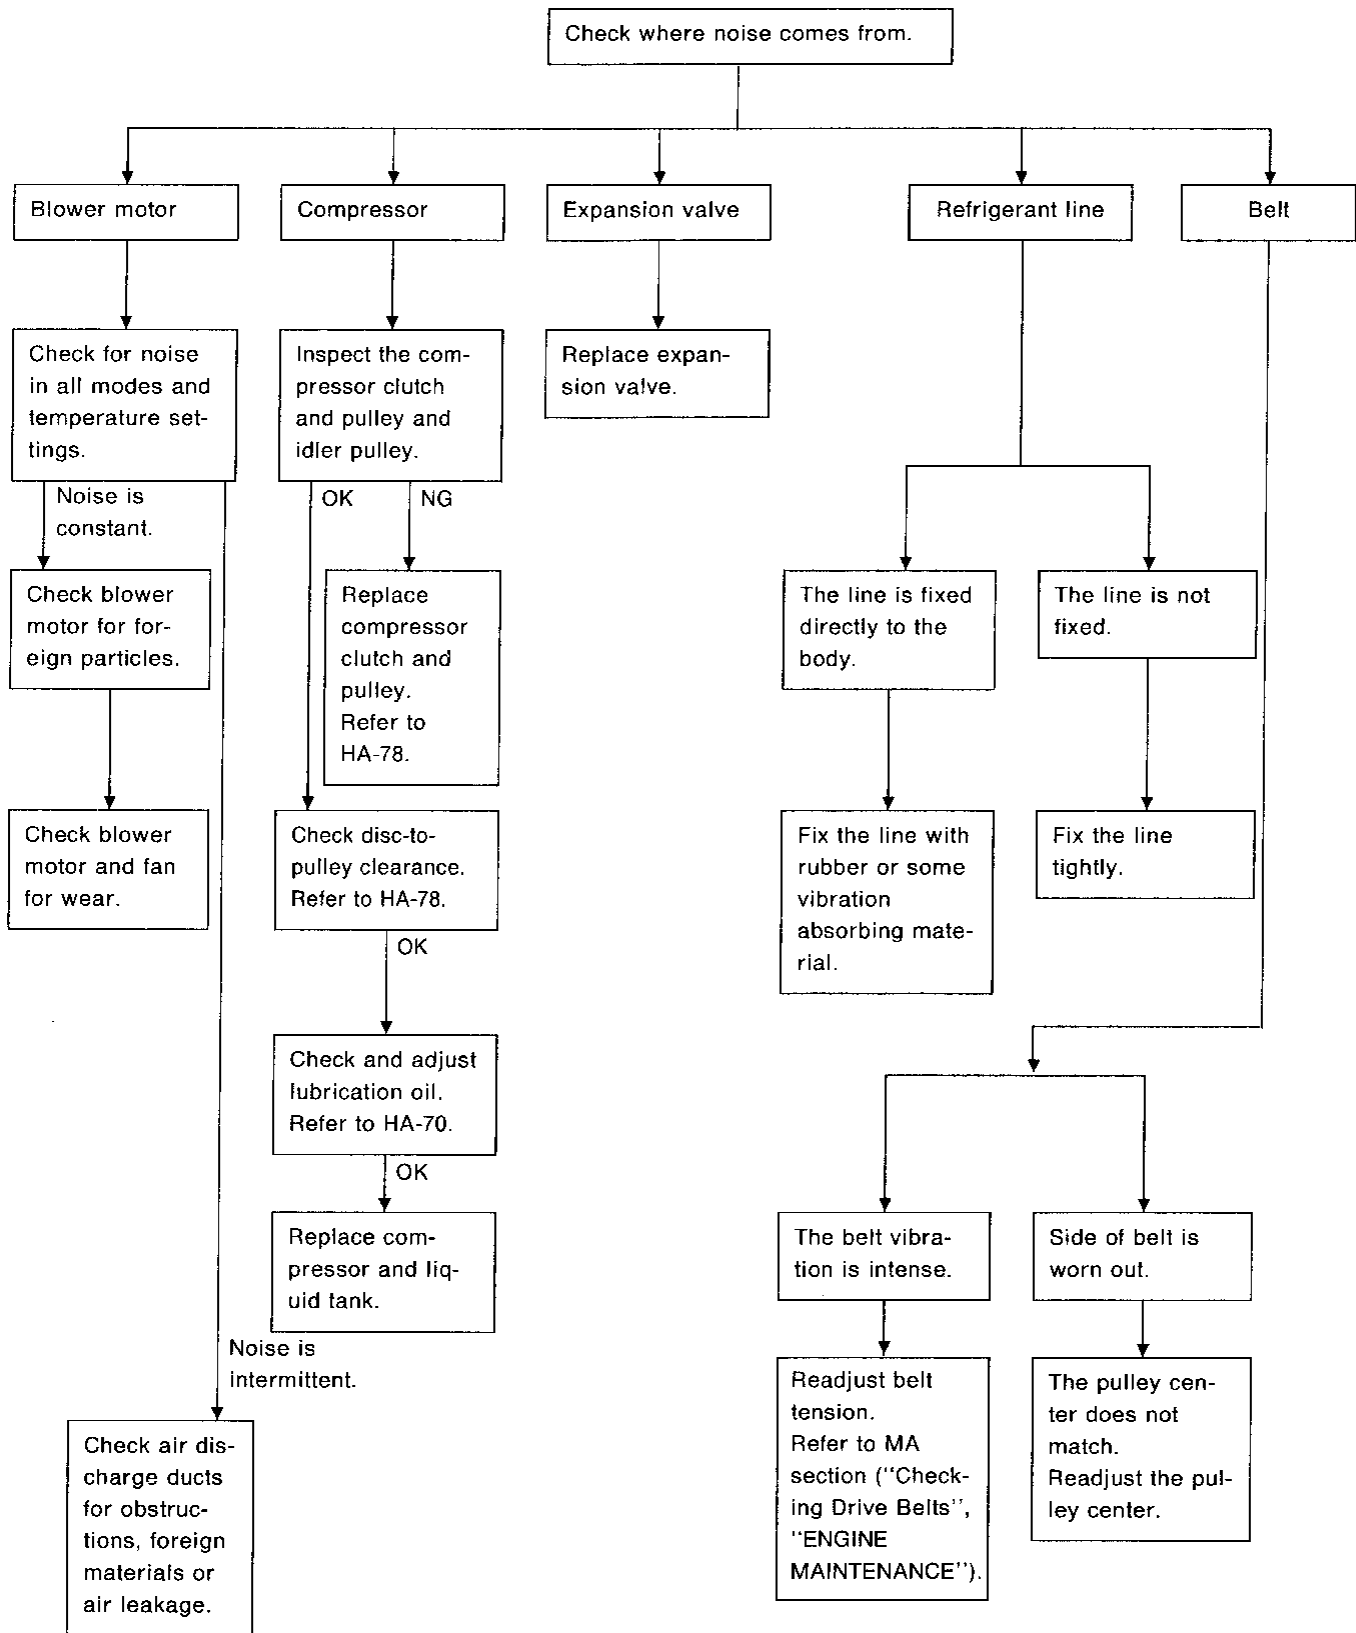 Check where noise comes from.
Blower motor
Compressor
Expansion valve
Refrigerant line
Belt
Check for noise
in all modes and
temperature set-
tings.
Inspect the com-
pressor clutch
and pulley and
idler pulley.
Replace expan-
sion valve.
Noise is
constant.
OK
NG
Check blower
motor for for-
eign particles.
Replace
compressor
clutch and
pulley.
Refer to
HA-78.
The line is fixed
directly to the
body.
The line is not
fixed.
Check blower
motor and fan
for wear.
Check disc-to-
pulley clearance.
Refer to HA-78.
Fix the line with
rubber or some
vibration
absorbing mate-
rial.
Fix the line
tightly.
OK
Check and adjust
lubrication oil.
Refer to HA-70.
OK
Replace com-
pressor and liq-
uid tank.
The belt vibra-
tion is intense.
Side of belt is
worn out.
Noise is
intermittent.
Readjust belt
tension.
Refer to MA
section (‘‘Check-
ing Drive Belts’’,
‘‘ENGINE
MAINTENANCE’’).
The pulley cen-
ter does not
match.
Readjust the pul-
ley center.
Check air dis-
charge ducts
for obstruc-
tions, foreign
materials or
air leakage.